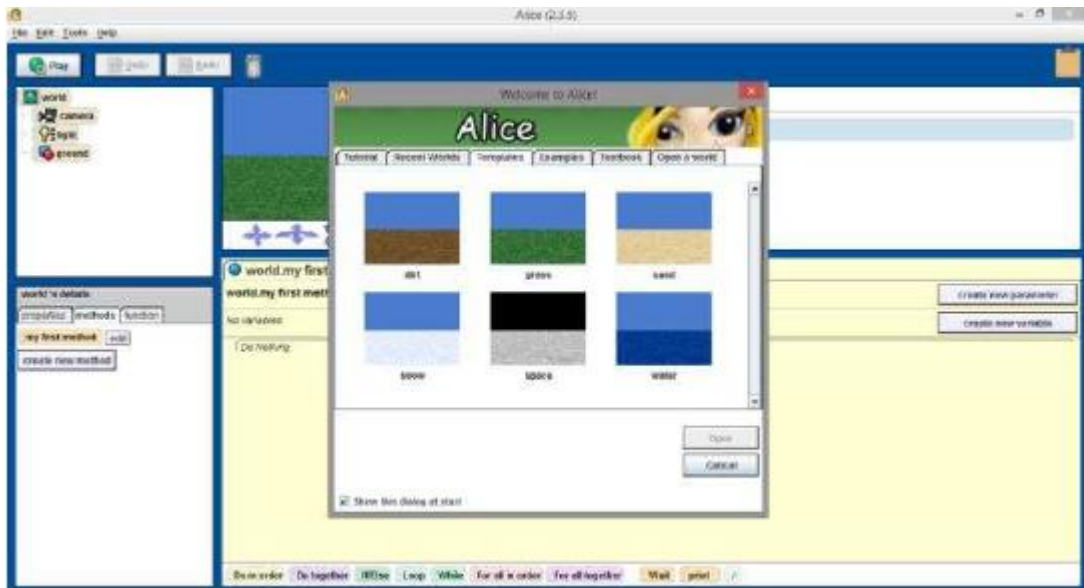 Alice (2.3.5)
File Edit Tools Help
Play Undo Redo
world
camera
light
ground
Welcome to Alice!
Alice
Tutorial Recent Worlds Templates Examples Textbook Open a world
dirt grass sand
snow space water
Open
Cancel
Show this dialog at start
world's details
properties methods function
my first method edit
create new method
world.my first
world.my first meth
No variables
Do Nothing
create new parameter
create new variable
Do in order Do together If/Else Loop While For all in order For all together Wait print //